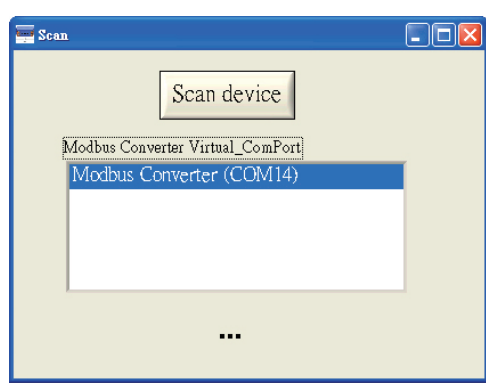 Scan
Scan device
Modbus Converter Virtual_ComPort
Modbus Converter (COM14)
...